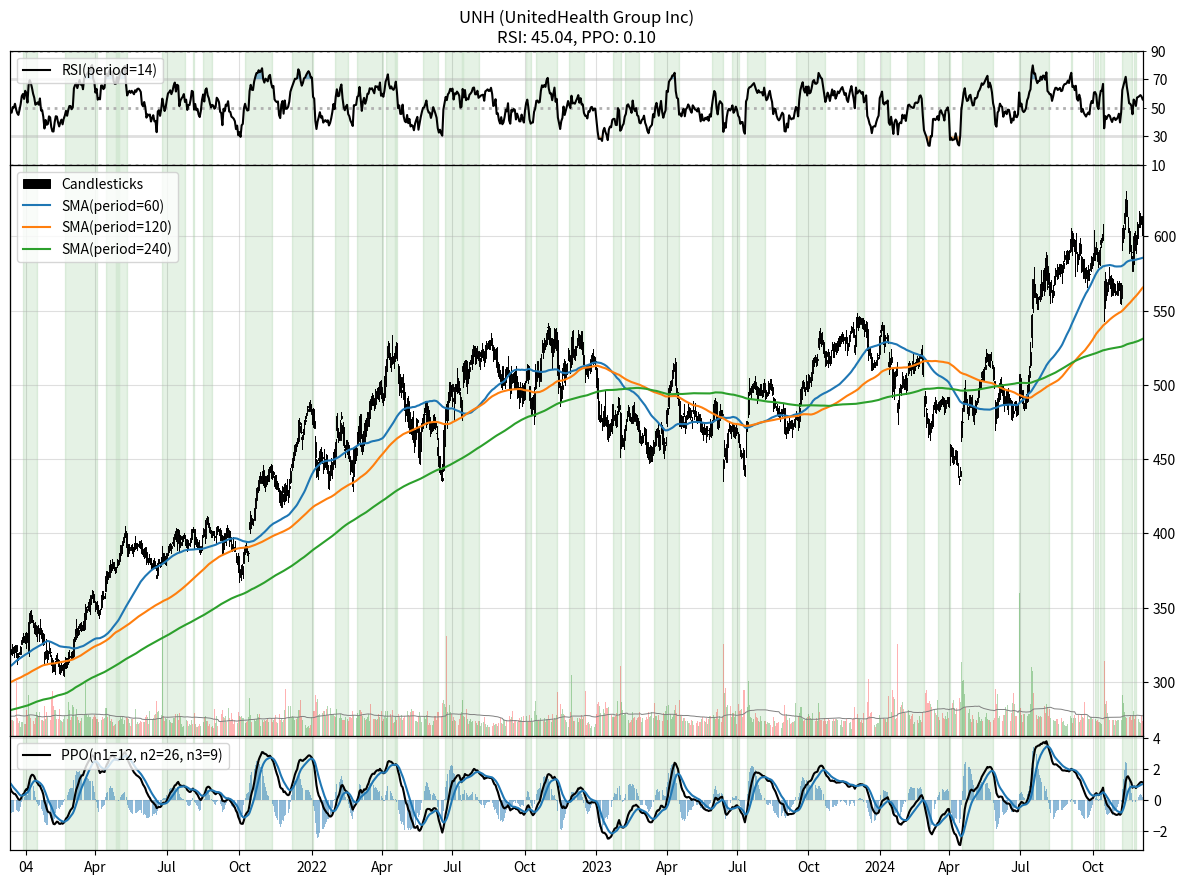 UNH (UnitedHealth Group Inc)
RSI: 45.04, PPO: 0.10
RSI(period=14)
90
70
50
30
10
Candlesticks
SMA(period=60)
SMA(period=120)
SMA(period=240)
600
550
500
450
400
350
300
PPO(n1=12, n2=26, n3=9)
4
2
0
−2
04 Apr Jul Oct 2022 Apr Jul Oct 2023 Apr Jul Oct 2024 Apr Jul Oct